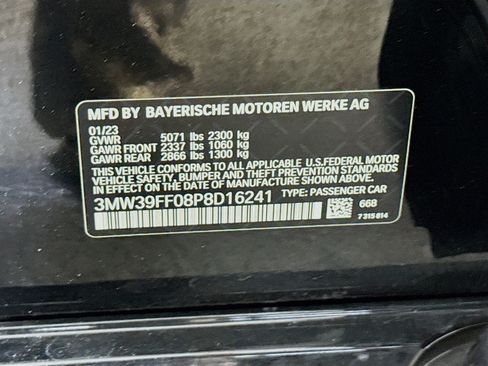 MFD BY BAYERISCHE MOTOREN WERKE AG
01/23
GVWR 5071 lbs 2300 kg
GAWR FRONT 2337 lbs 1060 kg
GAWR REAR 2866 lbs 1300 kg
THIS VEHICLE CONFORMS TO ALL APPLICABLE U.S.FEDERAL MOTOR
VEHICLE SAFETY, BUMPER AND THEFT PREVENTION STANDARDS
IN EFFECT ON THE DATE OF MANUFACTURE SHOWN ABOVE.
3MW39FF08P8D16241 TYPE: PASSENGER CAR
668
7 315 814